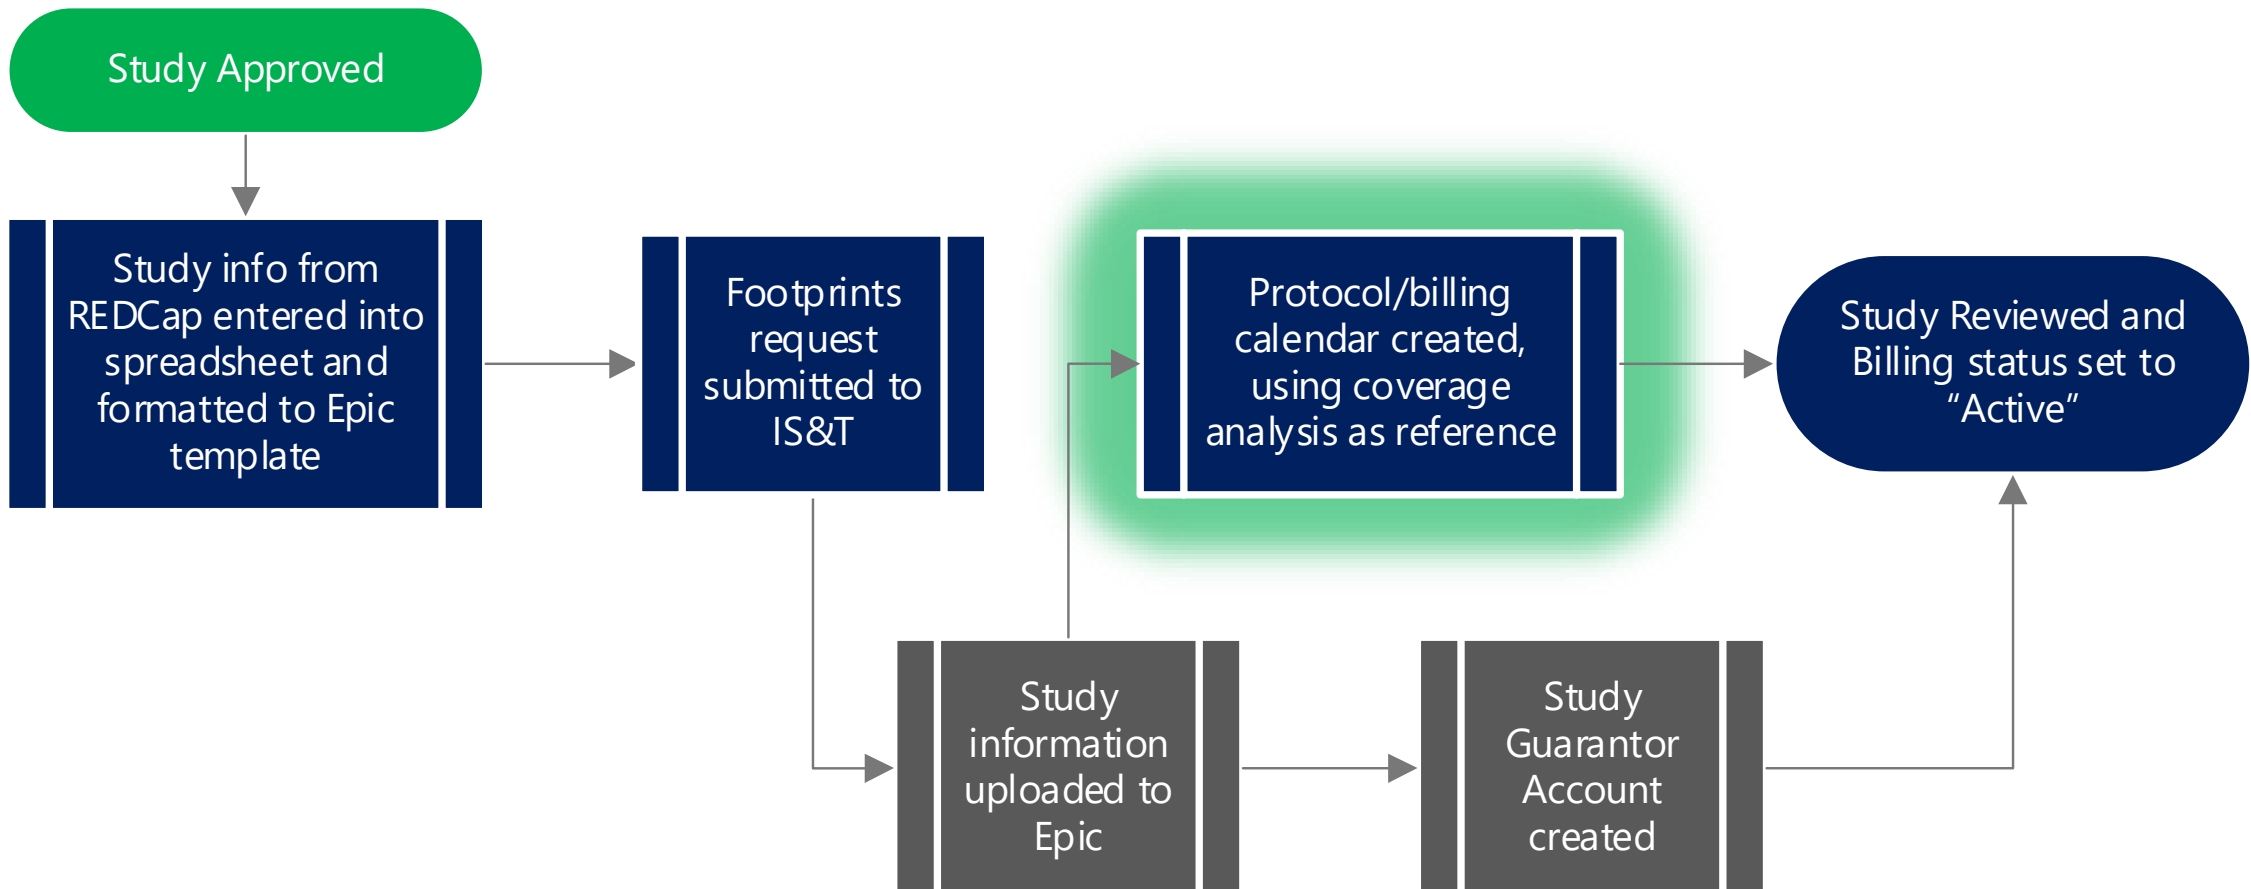 Study Approved
Study info from
REDCap entered into
spreadsheet and
formatted to Epic
template
Footprints
request
submitted to
IS&T
Protocol/billing
calendar created,
using coverage
analysis as reference
Study Reviewed and
Billing status set to
“Active”
Study
information
uploaded to
Epic
Study
Guarantor
Account
created